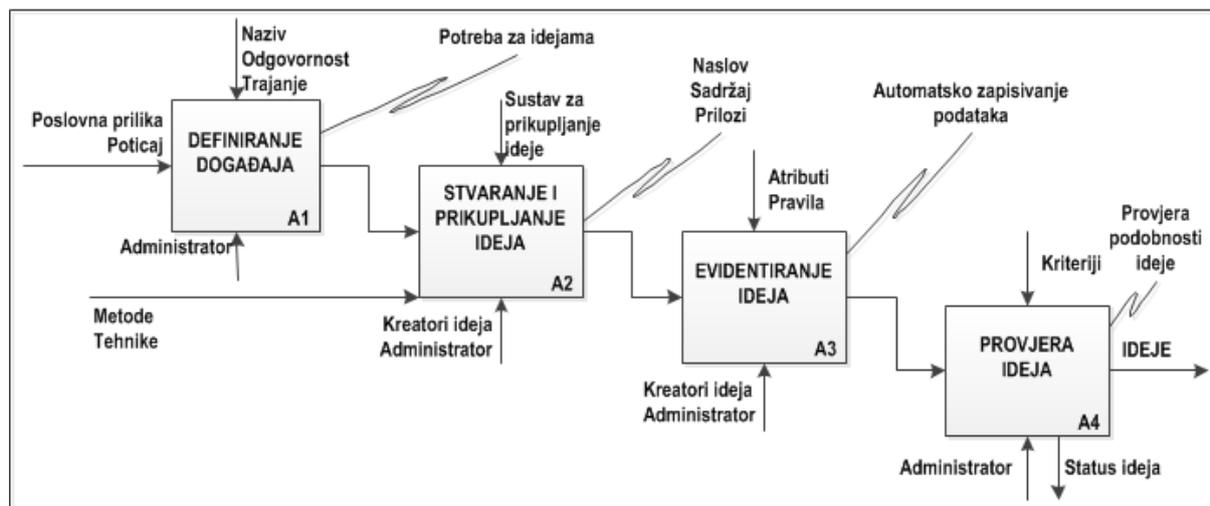 Naziv
Odgovornost
Trajanje
Potreba za idejama
Poslovna prilika
Poticaj
DEFINIRANJE
DOGAĐAJA
A1
Administrator
Sustav za
prikupljanje
ideje
Naslov
Sadržaj
Prilozi
STVARANJE I
PRIKUPLJANJE
IDEJA
A2
Metode
Tehnike
Kreatori ideja
Administrator
Automatsko zapisivanje
podataka
Atributi
Pravila
EVIDENTIRANJE
IDEJA
A3
Kreatori ideja
Administrator
Kriteriji
Provjera
podobnosti
ideje
PROVJERA
IDEJA
A4
IDEJE
Administrator
Status ideja